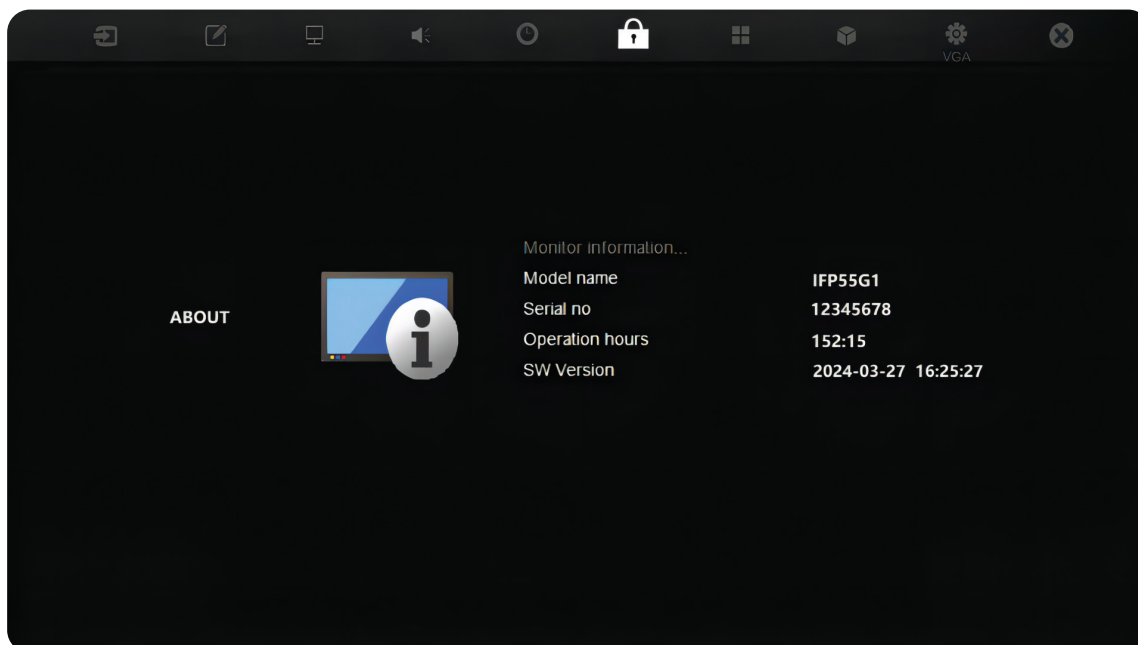 VGA
Monitor information...
Model name IFP55G1
Serial no 12345678
ABOUT
Operation hours 152:15
SW Version 2024-03-27 16:25:27